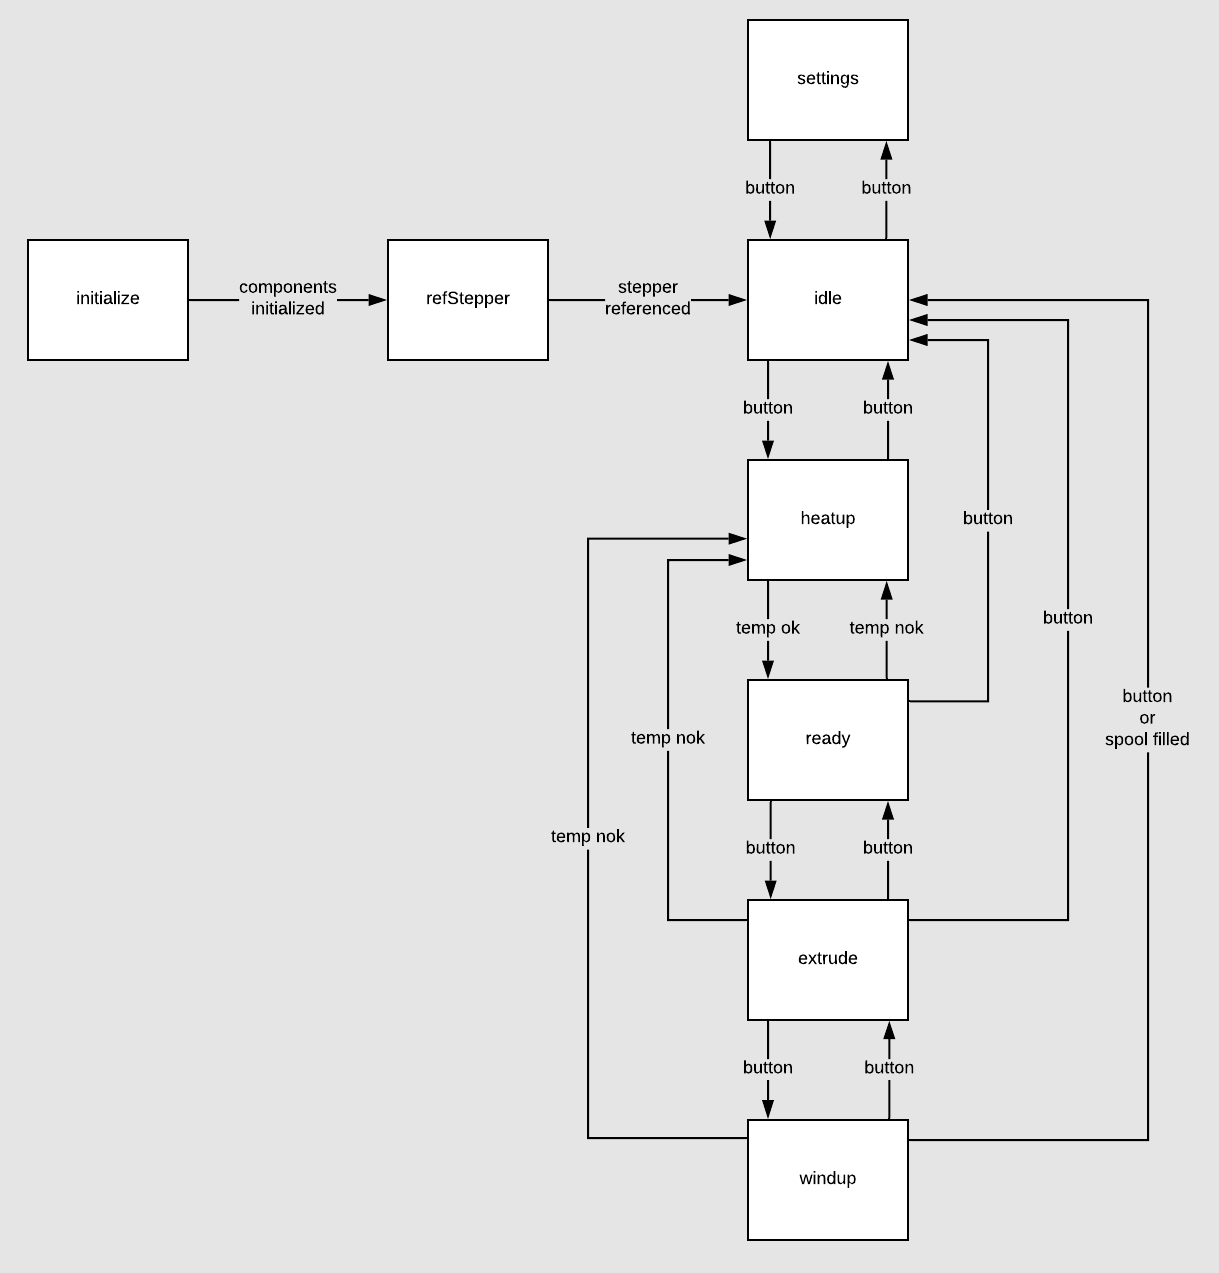 settings
button
button
initialize
components
initialized
refStepper
stepper
referenced
idle
button
button
heatup
button
temp ok
temp nok
button
button
or
spool filled
temp nok
ready
temp nok
button
button
extrude
button
button
windup